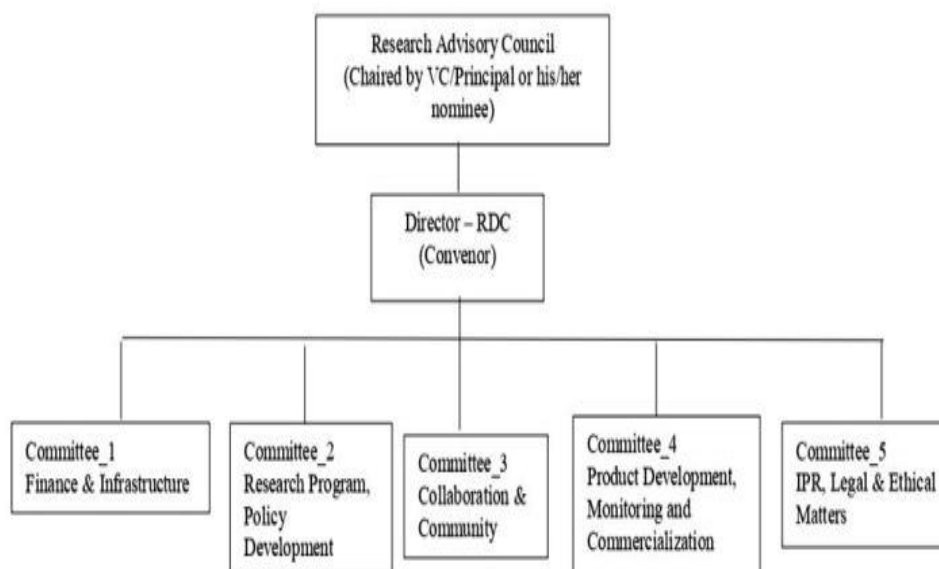 Research Advisory Council
(Chaired by VC/Principal or his/her
nominee)
Director – RDC
(Convenor)
Committee_1
Finance & Infrastructure
Committee_2
Research Program,
Policy
Development
Committee_3
Collaboration &
Community
Committee_4
Product Development,
Monitoring and
Commercialization
Committee_5
IPR, Legal & Ethical
Matters